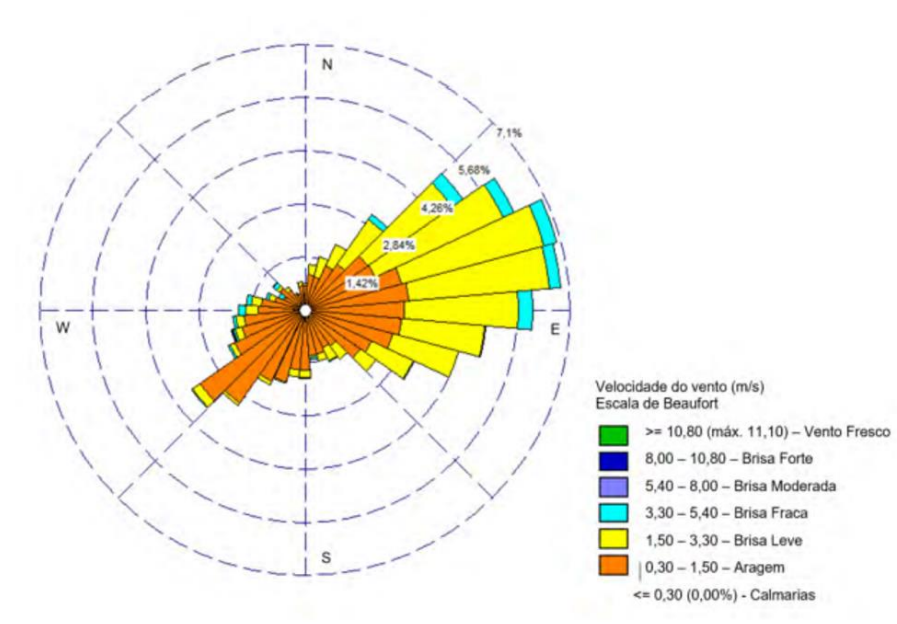 N
7,1%
5,68%
4,26%
2,84%
1,42%
W
E
S
Velocidade do vento (m/s)
Escala de Beaufort
>= 10,80 (máx. 11,10) – Vento Fresco
8,00 – 10,80 – Brisa Forte
5,40 – 8,00 – Brisa Moderada
3,30 – 5,40 – Brisa Fraca
1,50 – 3,30 – Brisa Leve
0,30 – 1,50 – Aragem
<= 0,30 (0,00%) - Calmarias